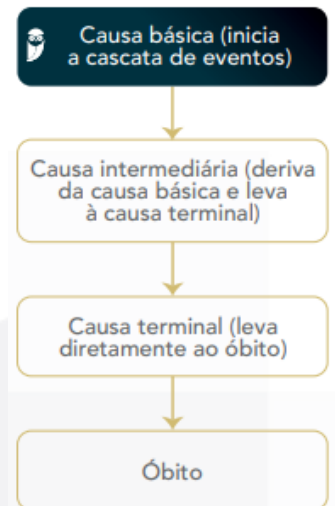 Causa básica (inicia
a cascata de eventos)
Causa intermediária (deriva
da causa básica e leva
à causa terminal)
Causa terminal (leva
diretamente ao óbito)
Óbito